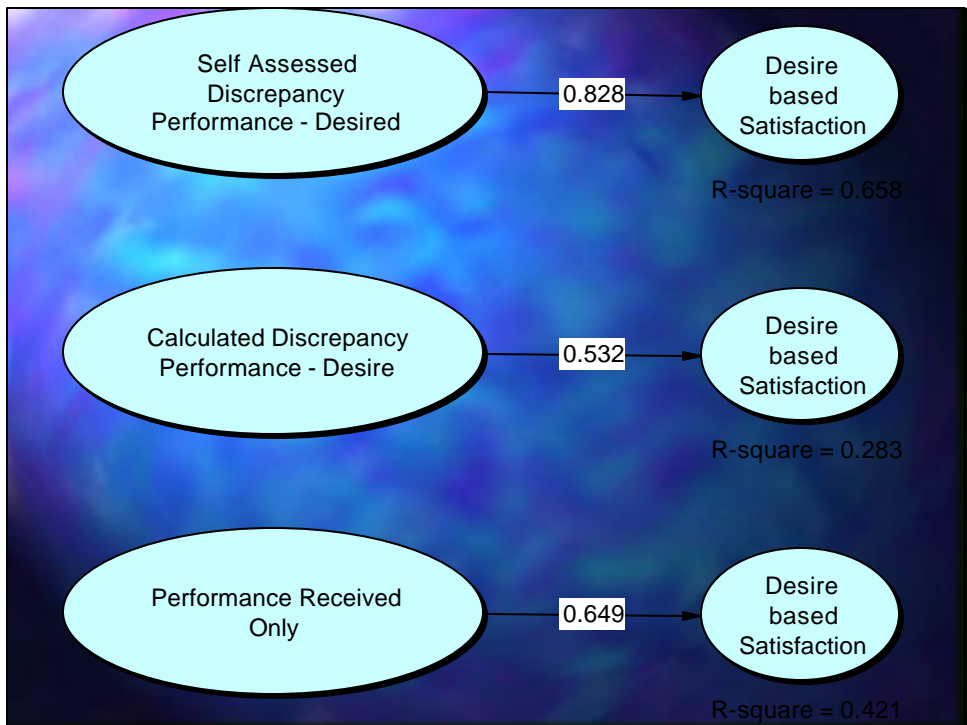 Self Assessed
Discrepancy
Performance - Desired
0.828
Desire
based
Satisfaction
R-square = 0.658
Calculated Discrepancy
Performance - Desire
0.532
Desire
based
Satisfaction
R-square = 0.283
Performance Received
Only
0.649
Desire
based
Satisfaction
R-square = 0.421